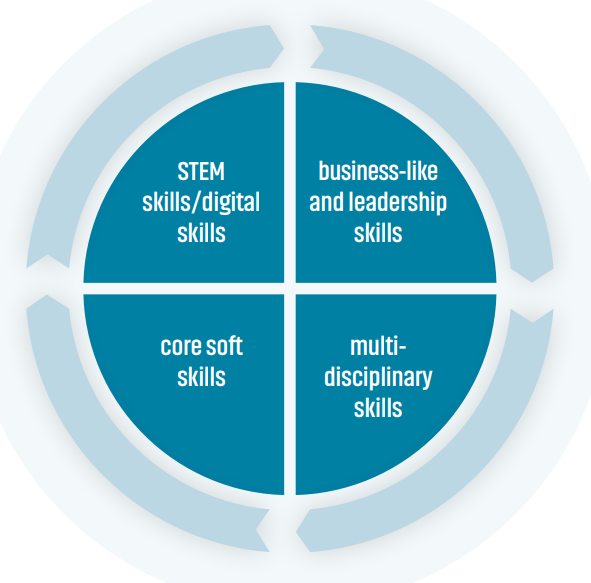 STEM
skills/digital
skills
business-like
and leadership
skills
core soft
skills
multi-
disciplinary
skills